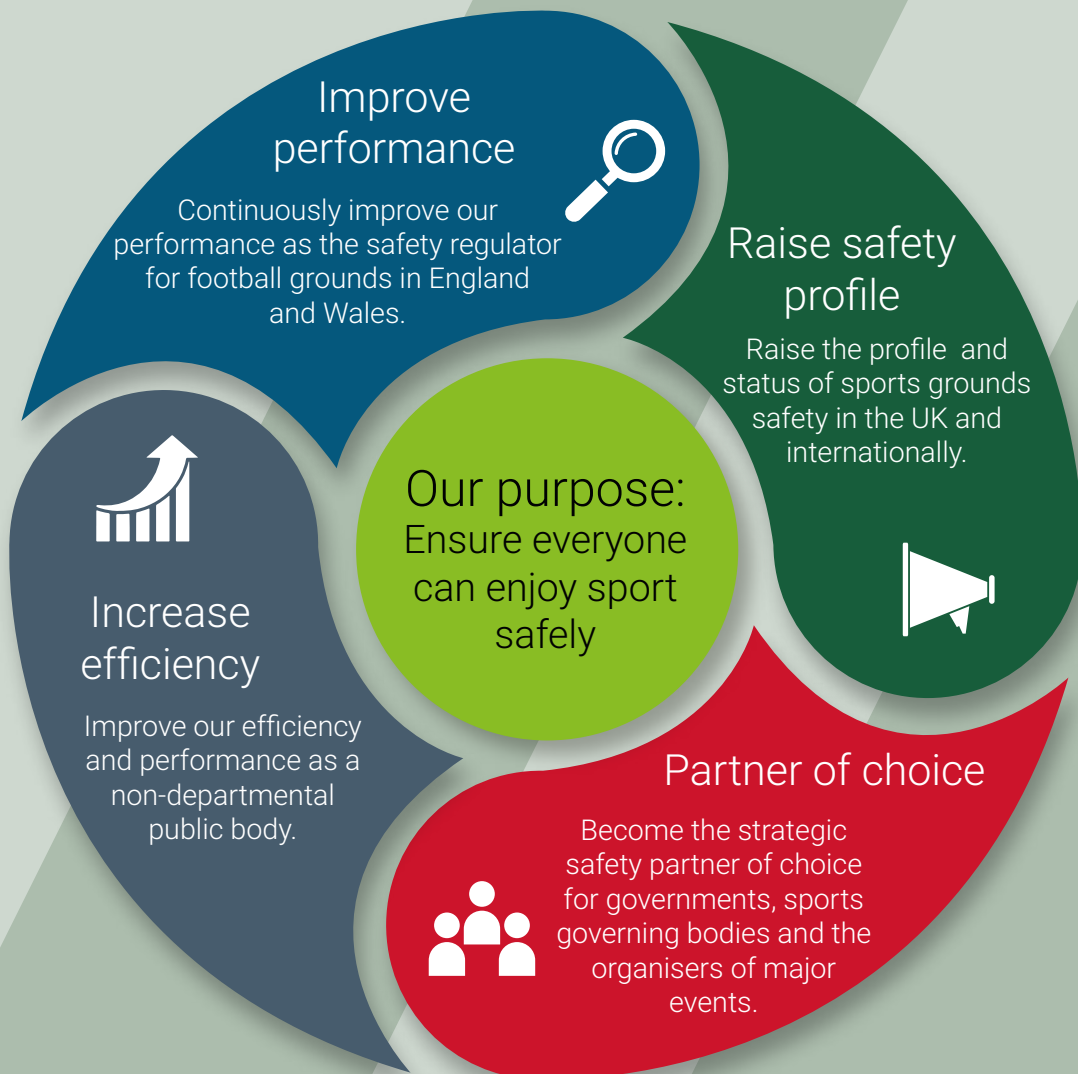 Improve
performance
Continuously improve our
performance as the safety regulator
for football grounds in England
and Wales.
Raise safety
profile
Raise the profile and
status of sports grounds
safety in the UK and
internationally.
Our purpose:
Ensure everyone
can enjoy sport
safely
Increase
efficiency
Improve our efficiency
and performance as a
non-departmental
public body.
Partner of choice
Become the strategic
safety partner of choice
for governments, sports
governing bodies and the
organisers of major
events.